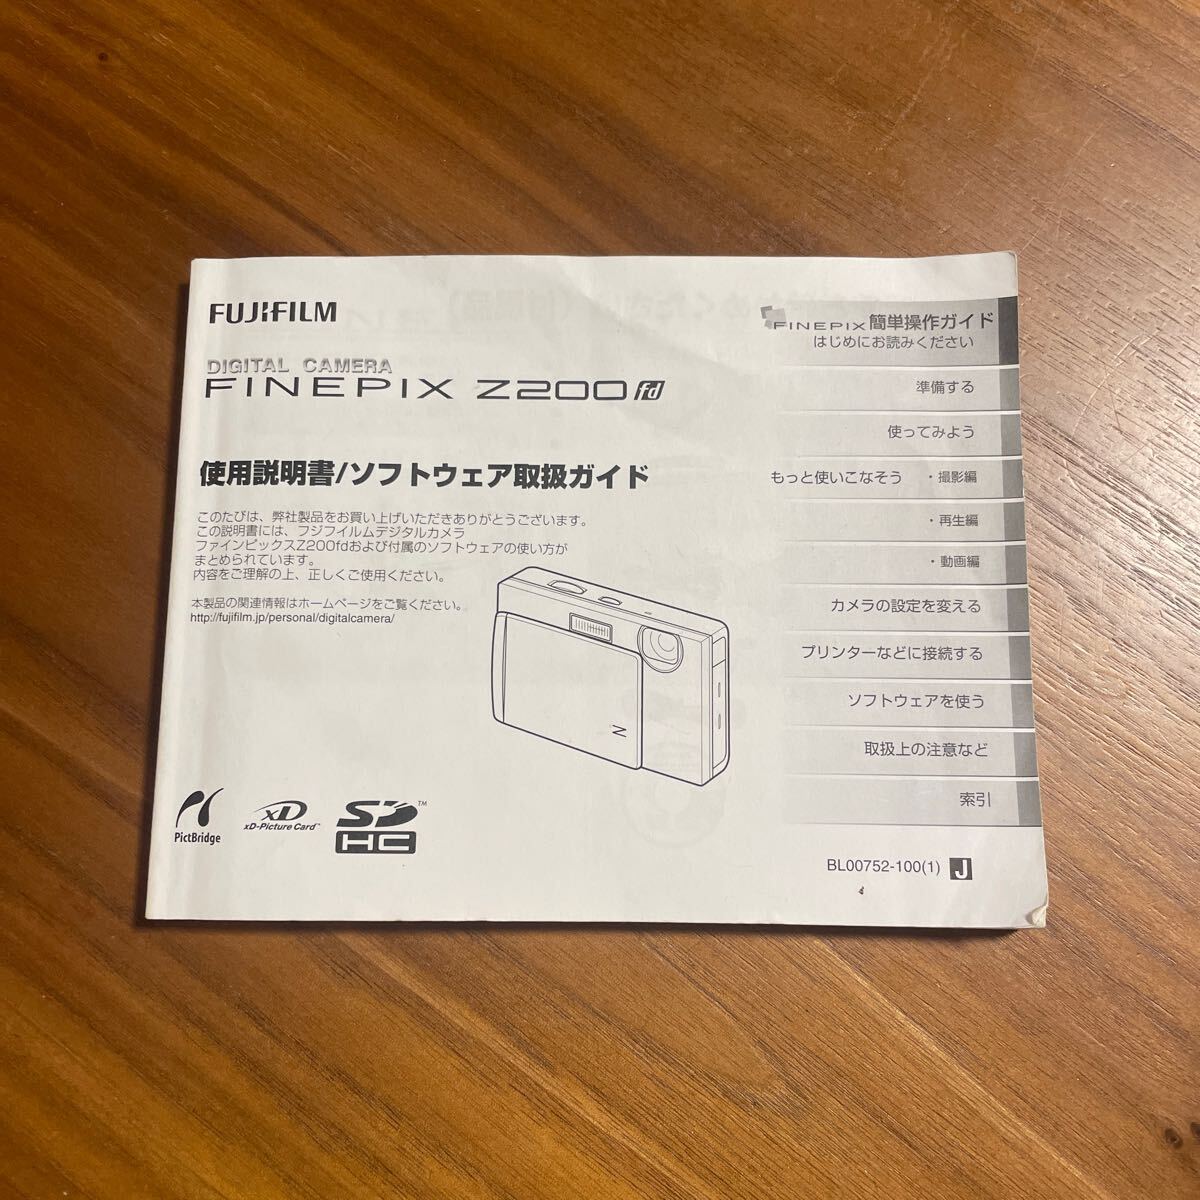 FUJIFILM
DIGITAL CAMERA
FINEPIX Z200fd
使用説明書/ソフトウェア取扱ガイド
このたびは、弊社製品をお買い上げいただきありがとうございます。
この説明書には、フジフイルムデジタルカメラ
ファインピックスZ200fdおよび付属のソフトウェアの使い方が
まとめられています。
内容をご理解の上、正しくご使用ください。
本製品の関連情報はホームページをご覧ください。
http://fujifilm.jp/personal/digitalcamera/
Z
PictBridge
xD
xD-Picture Card™
SD™
HC
FINEPIX 簡単操作ガイド
はじめにお読みください
準備する
使ってみよう
もっと使いこなそう ・撮影編
・再生編
・動画編
カメラの設定を変える
プリンターなどに接続する
ソフトウェアを使う
取扱上の注意など
索引
BL00752-100(1) J